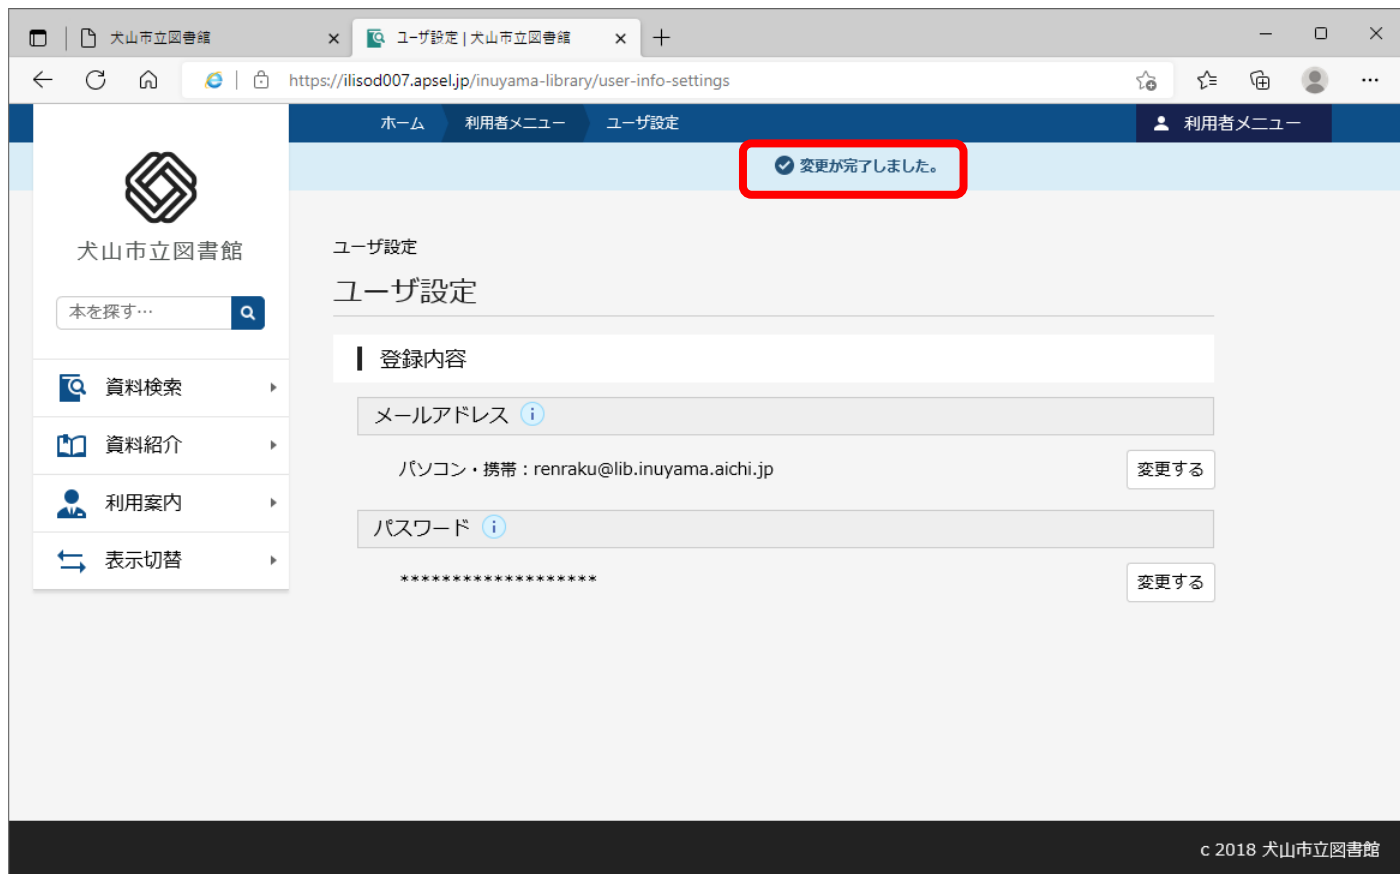 犬山市立図書館
ユーザ設定 | 犬山市立図書館
https://ilisod007.apsel.jp/inuyama-library/user-info-settings
ホーム 利用者メニュー ユーザ設定 利用者メニュー
変更が完了しました。
犬山市立図書館
本を探す…
資料検索
資料紹介
利用案内
表示切替
ユーザ設定
ユーザ設定
登録内容
メールアドレス i
パソコン・携帯：renraku@lib.inuyama.aichi.jp 変更する
パスワード i
******************* 変更する
c 2018 犬山市立図書館